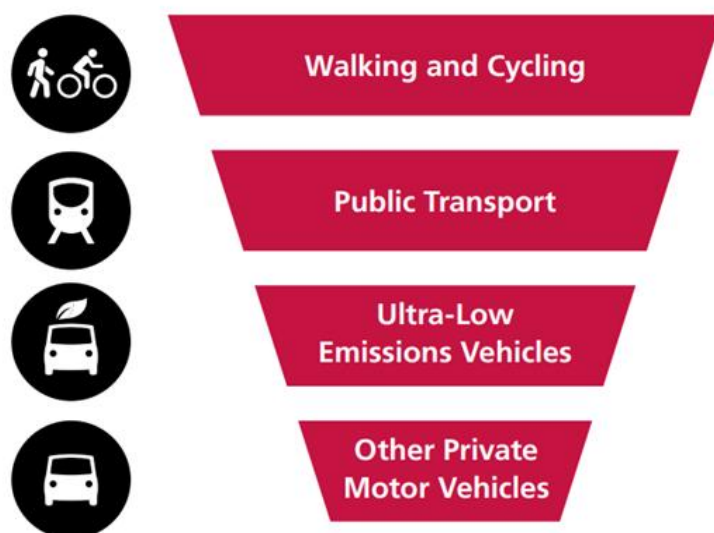 Walking and Cycling
Public Transport
Ultra-Low
Emissions Vehicles
Other Private
Motor Vehicles